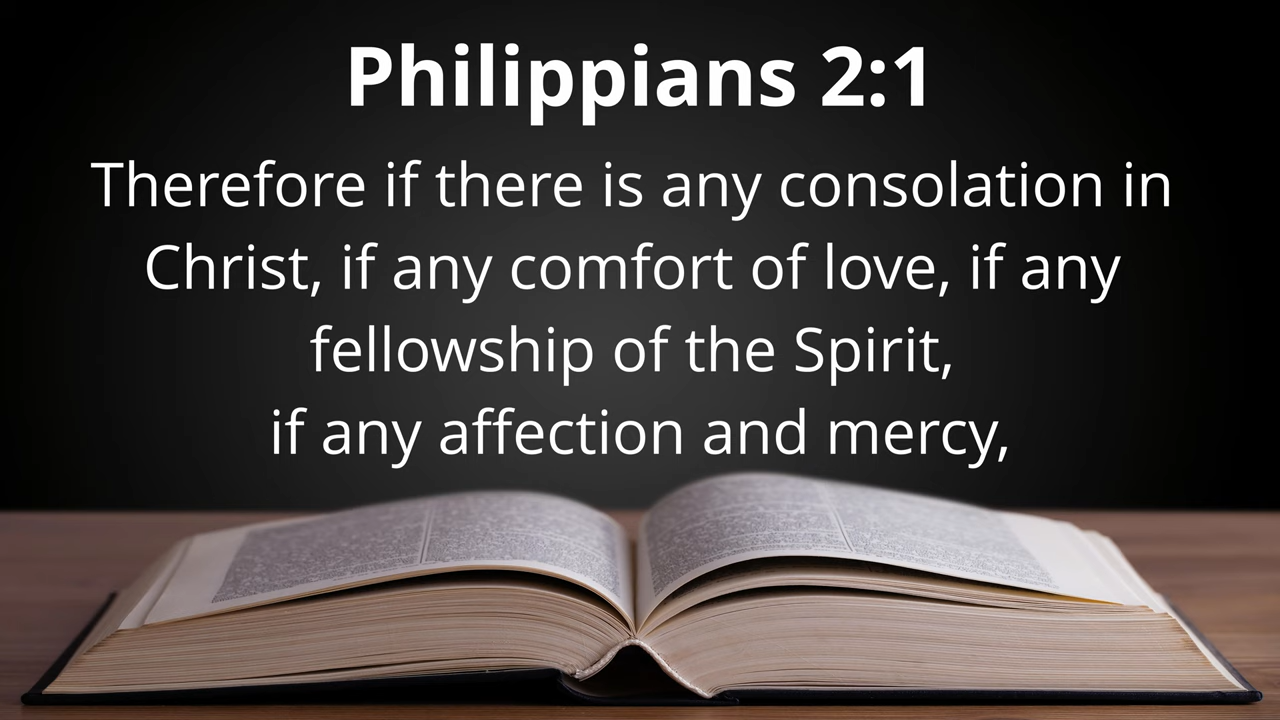 Philippians 2:1
Therefore if there is any consolation in
Christ, if any comfort of love, if any
fellowship of the Spirit,
if any affection and mercy,